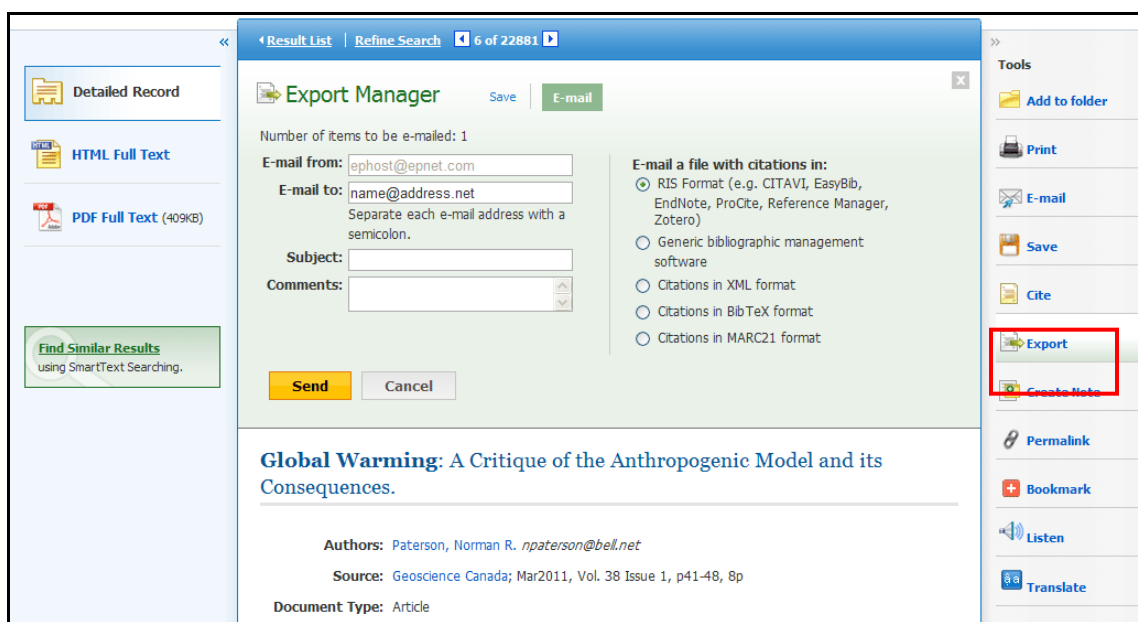 «
Detailed Record
HTML Full Text
PDF Full Text (409KB)
Find Similar Results
using SmartText Searching.
Result List | Refine Search 6 of 22881
Export Manager Save E-mail
Number of items to be e-mailed: 1
E-mail from: ephost@epnet.com
E-mail to: name@address.net
Separate each e-mail address with a
semicolon.
Subject:
Comments:
E-mail a file with citations in:
RIS Format (e.g. CITAVI, EasyBib,
EndNote, ProCite, Reference Manager,
Zotero)
Generic bibliographic management
software
Citations in XML format
Citations in BibTeX format
Citations in MARC21 format
Send Cancel
Global Warming: A Critique of the Anthropogenic Model and its
Consequences.
Authors: Paterson, Norman R. npaterson@bell.net
Source: Geoscience Canada; Mar2011, Vol. 38 Issue 1, p41-48, 8p
Document Type: Article
»
Tools
Add to folder
Print
E-mail
Save
Cite
Export
Create Note
Permalink
Bookmark
Listen
Translate